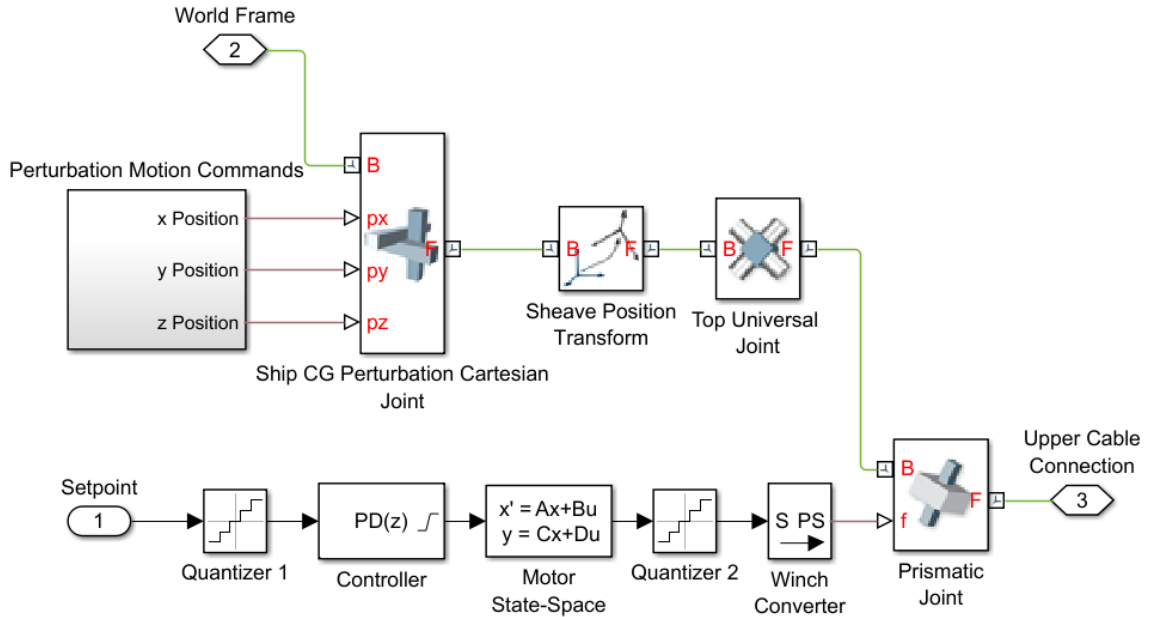 World Frame
2
Perturbation Motion Commands
x Position
y Position
z Position
B
px
py
pz
F
Ship CG Perturbation Cartesian
Joint
B
F
Sheave Position
Transform
B
F
Top Universal
Joint
Setpoint
1
Quantizer 1
PD(z)
Controller
x' = Ax+Bu
y = Cx+Du
Motor
State-Space
Quantizer 2
S PS
Winch
Converter
B
f
F
Prismatic
Joint
Upper Cable
Connection
3